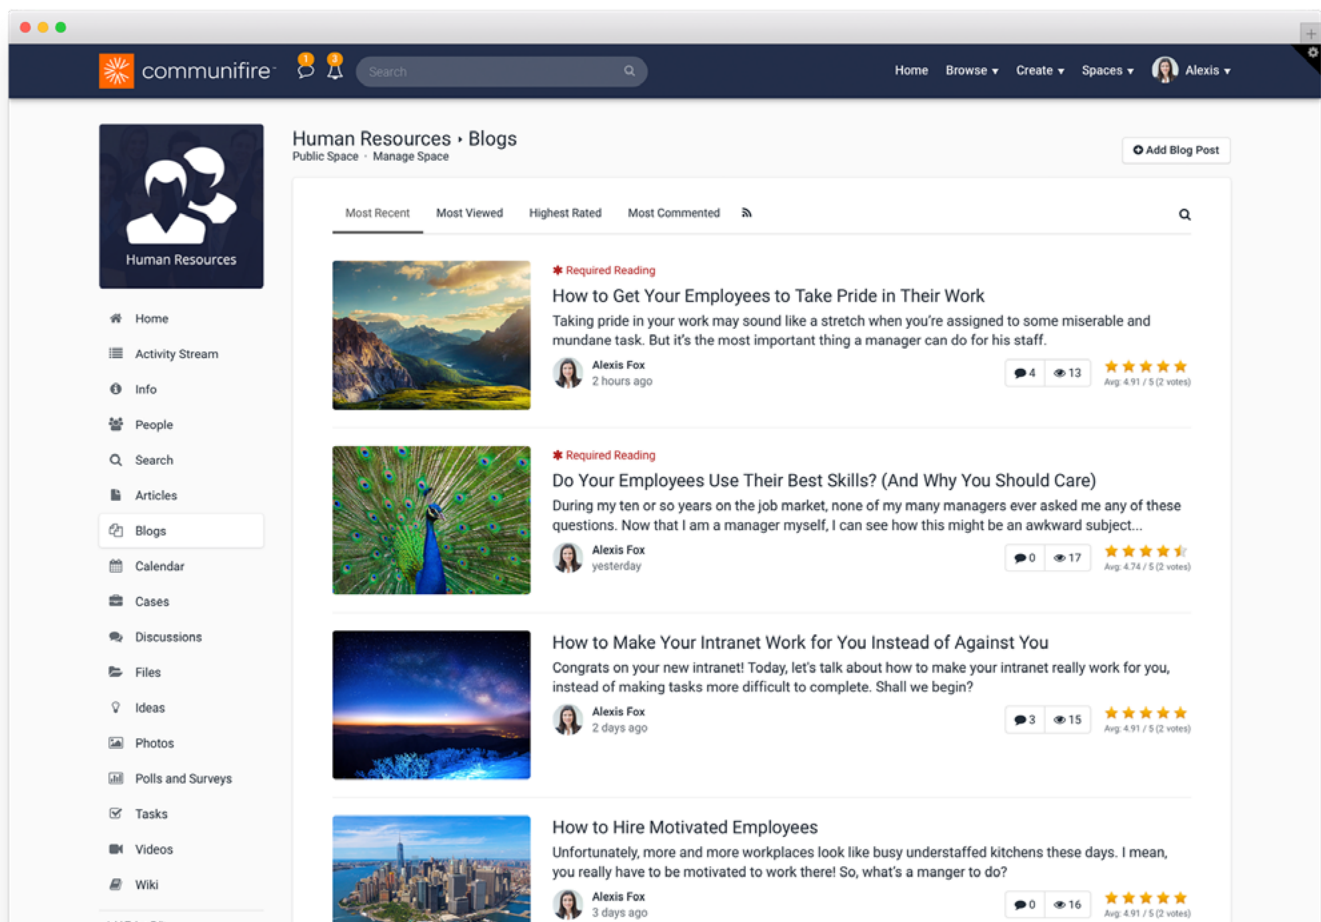 communifire
1
3
Search
Home Browse Create Spaces Alexis
Human Resources
Human Resources ‣ Blogs
Public Space · Manage Space
Add Blog Post
Home
Activity Stream
Info
People
Search
Articles
Blogs
Calendar
Cases
Discussions
Files
Ideas
Photos
Polls and Surveys
Tasks
Videos
Wiki
Most Recent Most Viewed Highest Rated Most Commented
Required Reading
How to Get Your Employees to Take Pride in Their Work
Taking pride in your work may sound like a stretch when you're assigned to some miserable and
mundane task. But it's the most important thing a manager can do for his staff.
Alexis Fox
2 hours ago
4 13
Avg: 4.91 / 5 (2 votes)
Required Reading
Do Your Employees Use Their Best Skills? (And Why You Should Care)
During my ten or so years on the job market, none of my many managers ever asked me any of these
questions. Now that I am a manager myself, I can see how this might be an awkward subject...
Alexis Fox
yesterday
0 17
Avg: 4.74 / 5 (2 votes)
How to Make Your Intranet Work for You Instead of Against You
Congrats on your new intranet! Today, let's talk about how to make your intranet really work for you,
instead of making tasks more difficult to complete. Shall we begin?
Alexis Fox
2 days ago
3 15
Avg: 4.91 / 5 (2 votes)
How to Hire Motivated Employees
Unfortunately, more and more workplaces look like busy understaffed kitchens these days. I mean,
you really have to be motivated to work there! So, what's a manger to do?
Alexis Fox
3 days ago
0 16
Avg: 4.91 / 5 (2 votes)